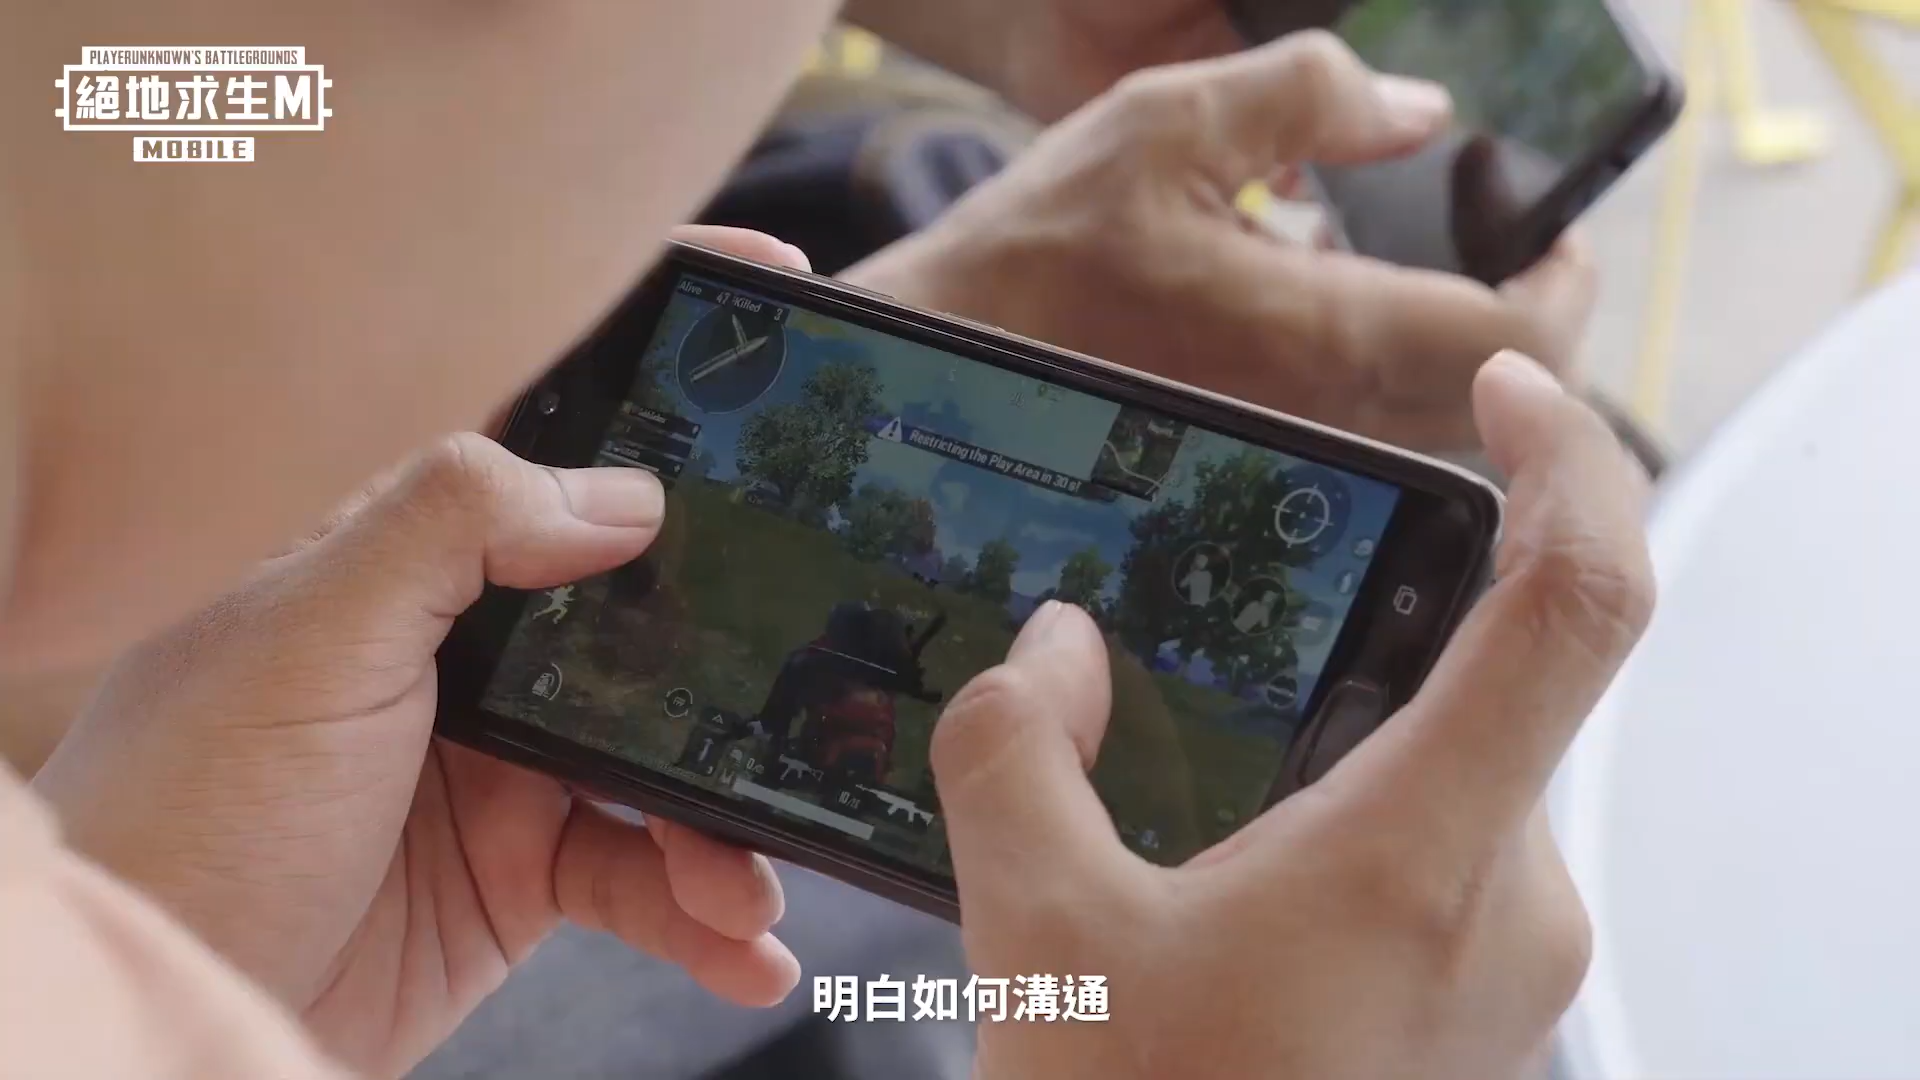 PLAYERUNKNOWN'S BATTLEGROUNDS
絕地求生M
MOBILE
Alive 47 Killed 3
Restricting the Play Area in 30 s!
明白如何溝通